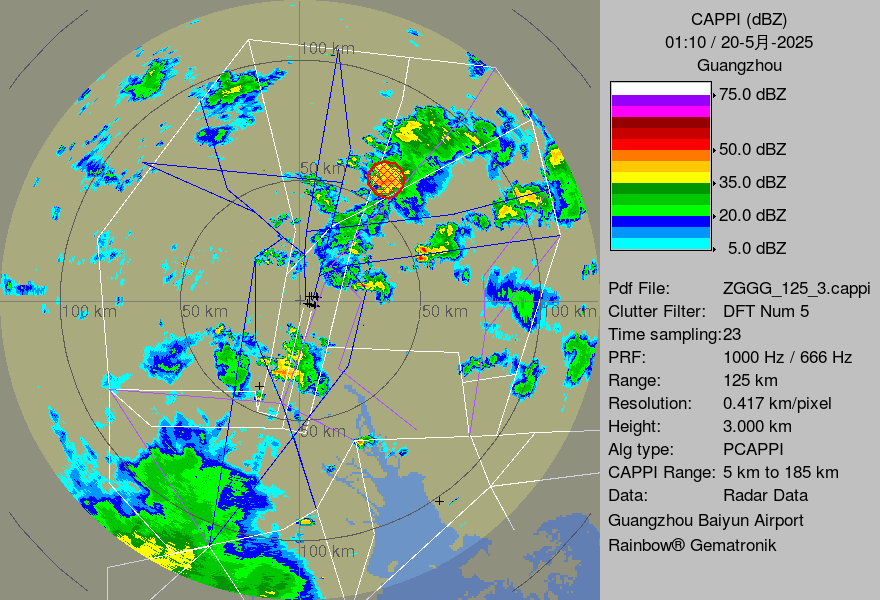 CAPPI (dBZ)
01:10 / 20-5月-2025
Guangzhou
75.0 dBZ
50.0 dBZ
35.0 dBZ
20.0 dBZ
5.0 dBZ
Pdf File: ZGGG_125_3.cappi
Clutter Filter: DFT Num 5
Time sampling:23
PRF: 1000 Hz / 666 Hz
Range: 125 km
Resolution: 0.417 km/pixel
Height: 3.000 km
Alg type: PCAPPI
CAPPI Range: 5 km to 185 km
Data: Radar Data
Guangzhou Baiyun Airport
Rainbow® Gematronik
100 km
50 km
100 km 50 km 50 km 100 km
50 km
100 km